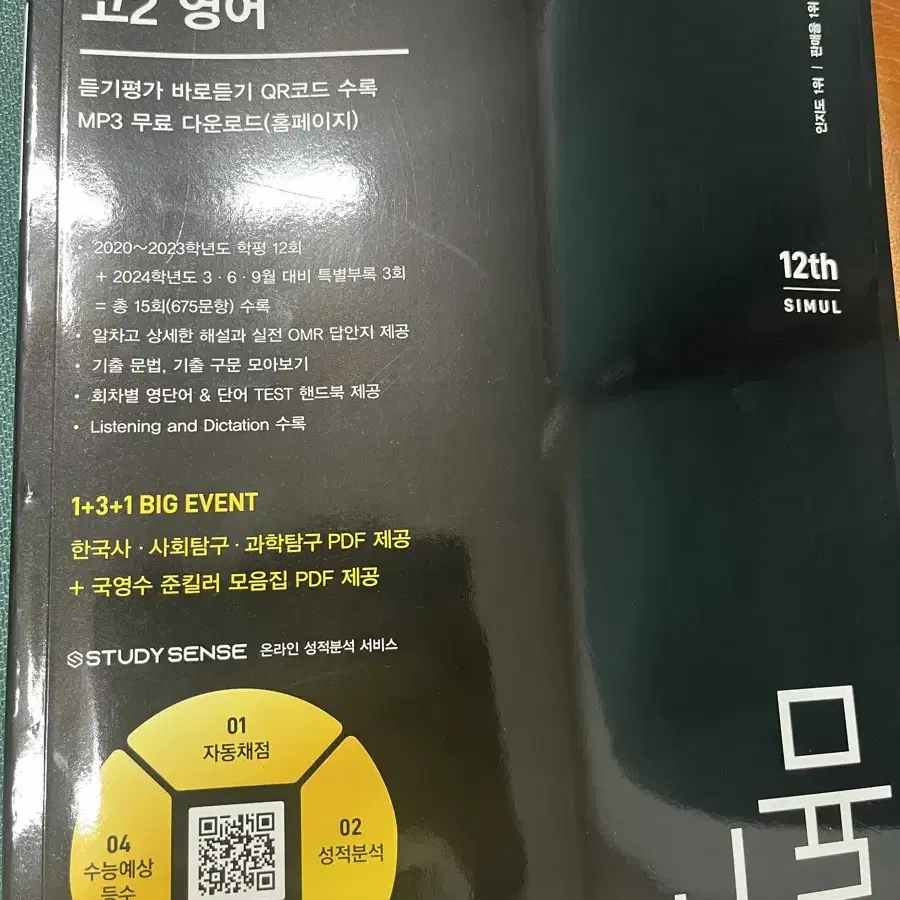 고2 영어
듣기평가 바로듣기 QR코드 수록
MP3 무료 다운로드(홈페이지)
• 2020~2023학년도 학평 12회
+ 2024학년도 3 · 6 · 9월 대비 특별부록 3회
= 총 15회(675문항) 수록
• 알차고 상세한 해설과 실전 OMR 답안지 제공
• 기출 문법, 기출 구문 모아보기
• 회차별 영단어 & 단어 TEST 핸드북 제공
• Listening and Dictation 수록
1+3+1 BIG EVENT
한국사 · 사회탐구 · 과학탐구 PDF 제공
+ 국영수 준킬러 모음집 PDF 제공
STUDY SENSE 온라인 성적분석 서비스
01
자동채점
02
성적분석
04
수능예상
등수
인지도 1위 / 판매율 1위
12th
SIMUL